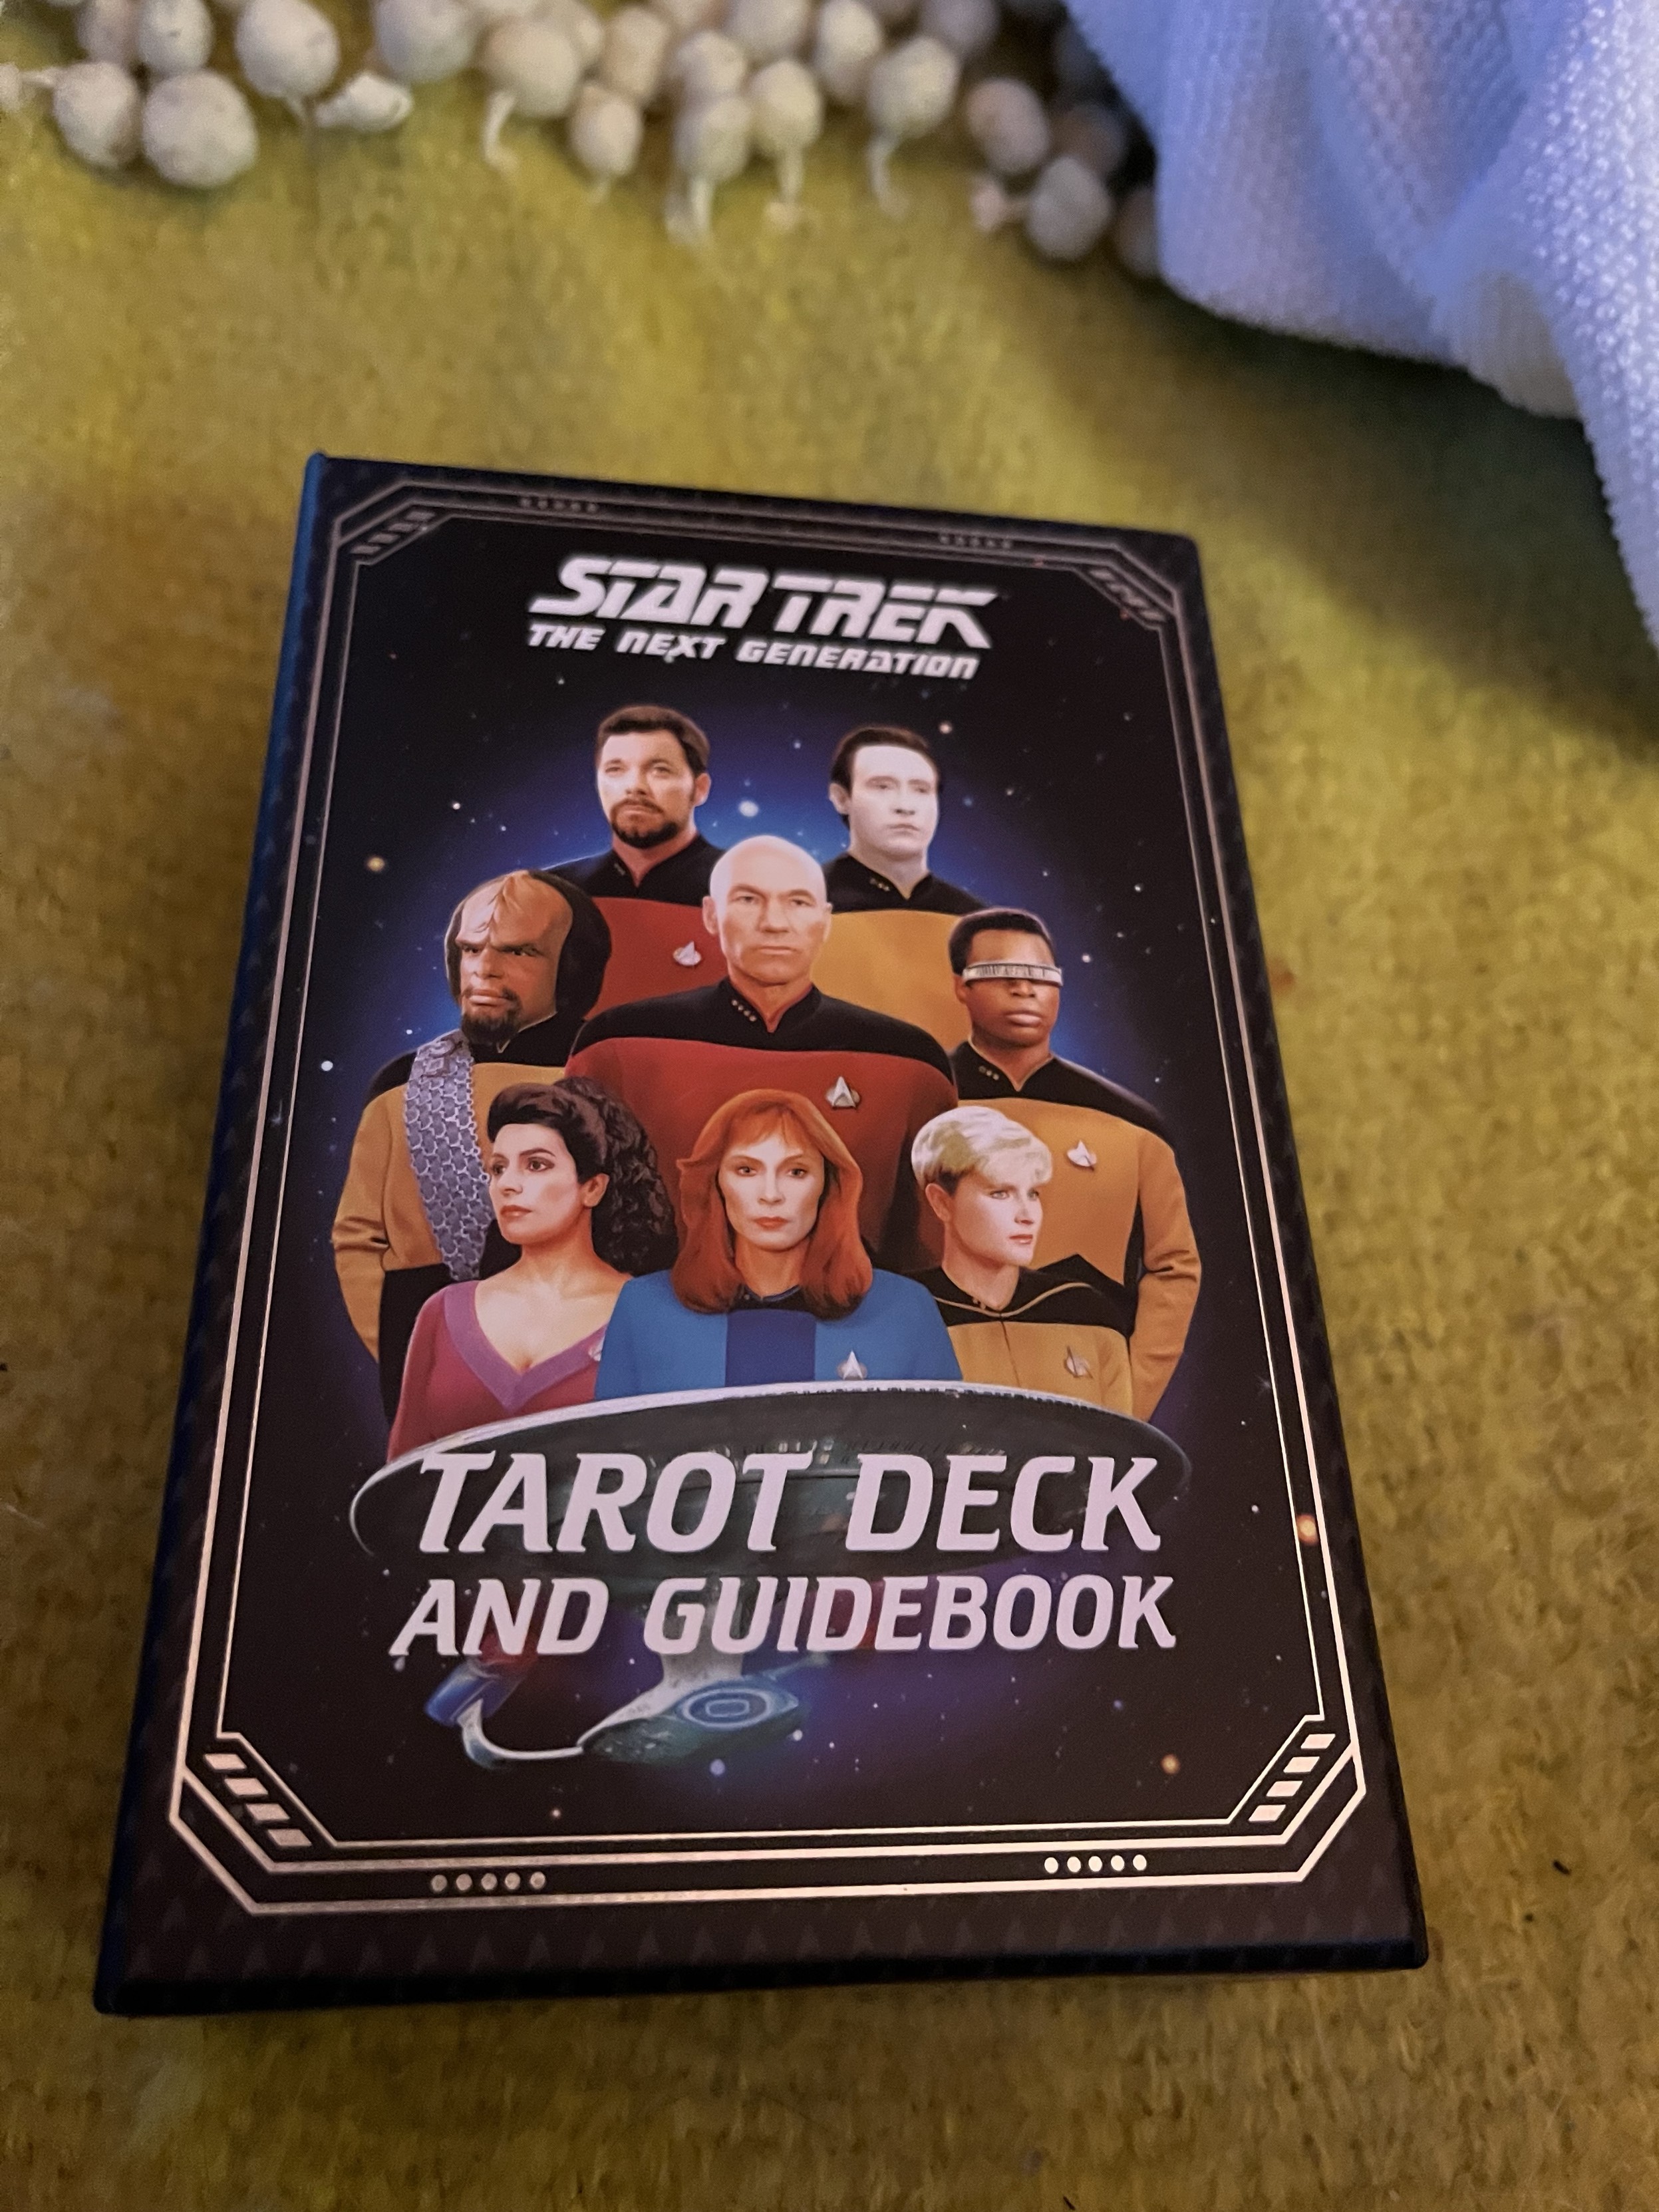 STAR TREK
THE NEXT GENERATION
TAROT DECK
AND GUIDEBOOK